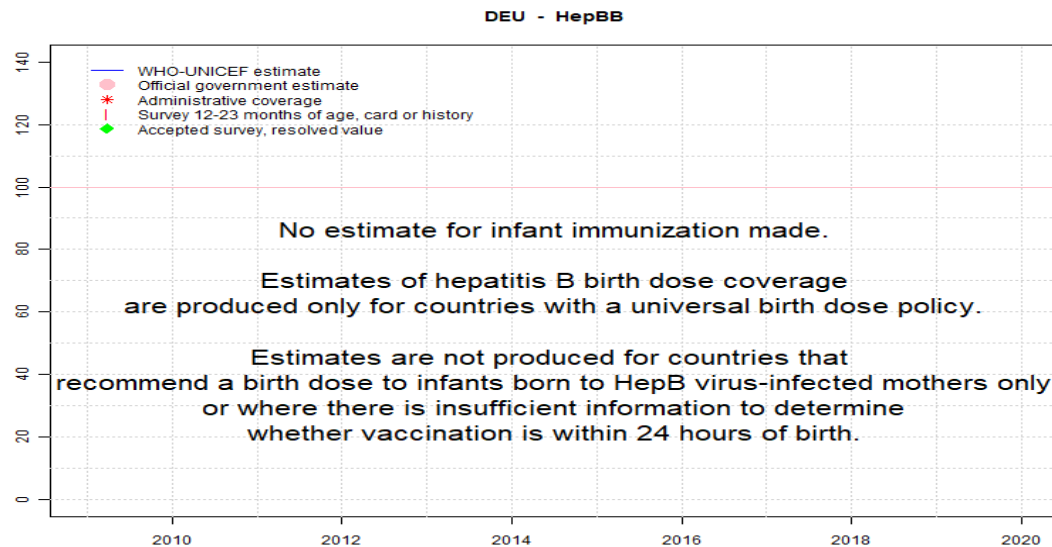 DEU - HepBB
WHO-UNICEF estimate
Official government estimate
Administrative coverage
Survey 12-23 months of age, card or history
Accepted survey, resolved value
140
120
100
80
60
40
20
0
No estimate for infant immunization made.
Estimates of hepatitis B birth dose coverage
are produced only for countries with a universal birth dose policy.
Estimates are not produced for countries that
recommend a birth dose to infants born to HepB virus-infected mothers only
or where there is insufficient information to determine
whether vaccination is within 24 hours of birth.
2010 2012 2014 2016 2018 2020